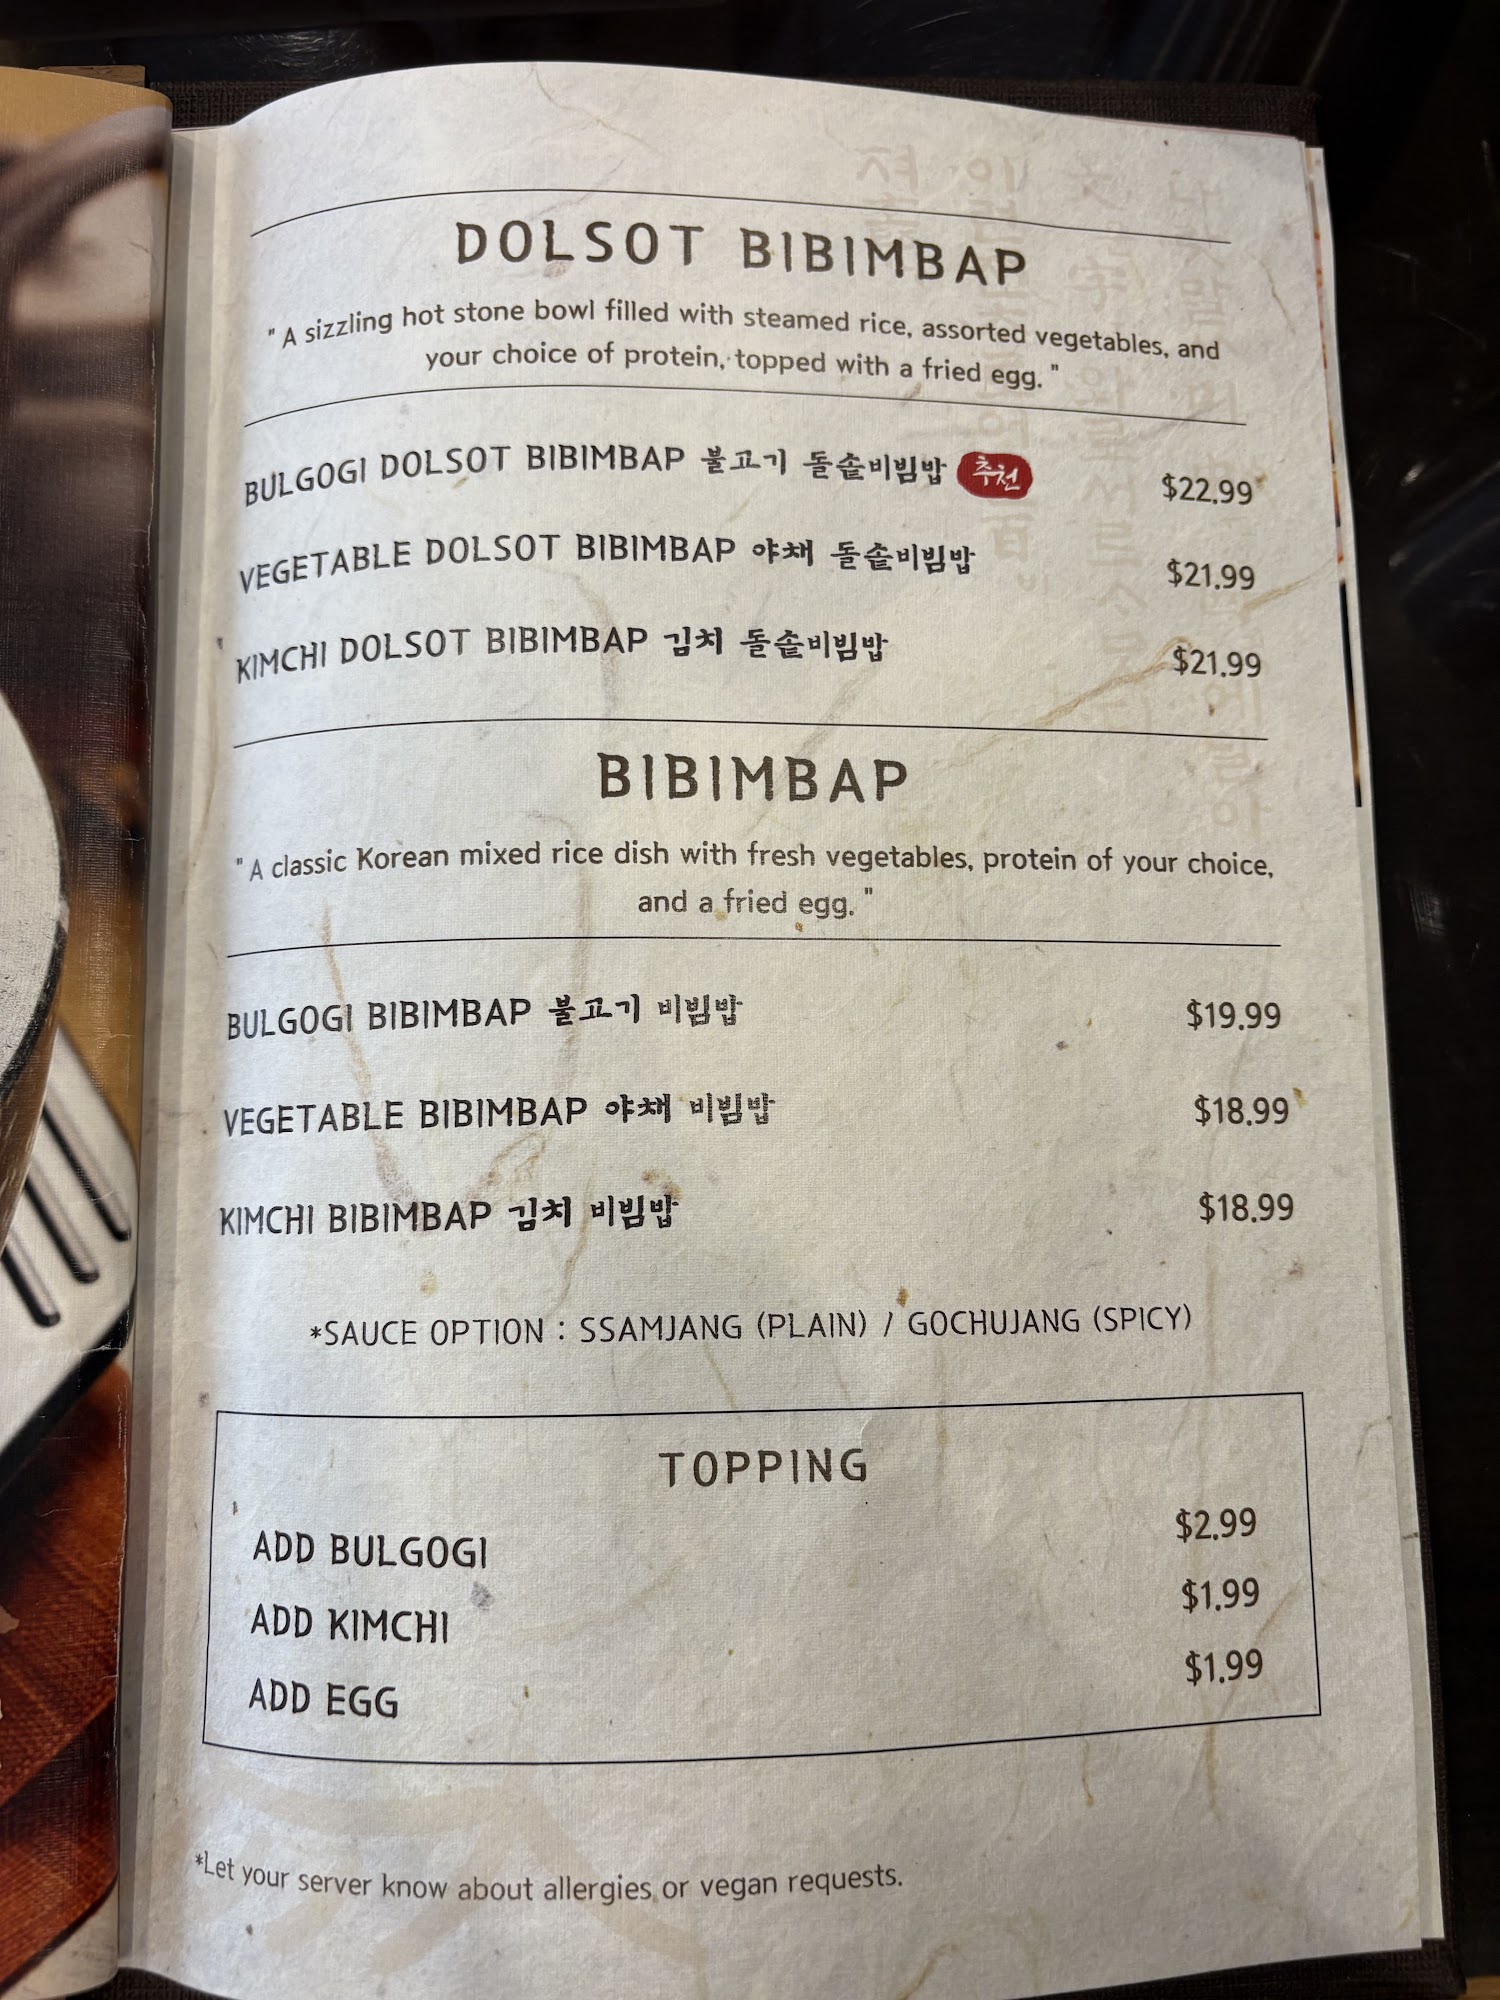 DOLSOT BIBIMBAP
" A sizzling hot stone bowl filled with steamed rice, assorted vegetables, and
your choice of protein, topped with a fried egg. "
BULGOGI DOLSOT BIBIMBAP 불고기 돌솥비빔밥 추천 $22.99
VEGETABLE DOLSOT BIBIMBAP 야채 돌솥비빔밥 $21.99
KIMCHI DOLSOT BIBIMBAP 김치 돌솥비빔밥 $21.99
BIBIMBAP
" A classic Korean mixed rice dish with fresh vegetables, protein of your choice,
and a fried egg. "
BULGOGI BIBIMBAP 불고기 비빔밥 $19.99
VEGETABLE BIBIMBAP 야채 비빔밥 $18.99
KIMCHI BIBIMBAP 김치 비빔밥 $18.99
*SAUCE OPTION : SSAMJANG (PLAIN) / GOCHUJANG (SPICY)
TOPPING
ADD BULGOGI $2.99
ADD KIMCHI $1.99
ADD EGG $1.99
*Let your server know about allergies or vegan requests.